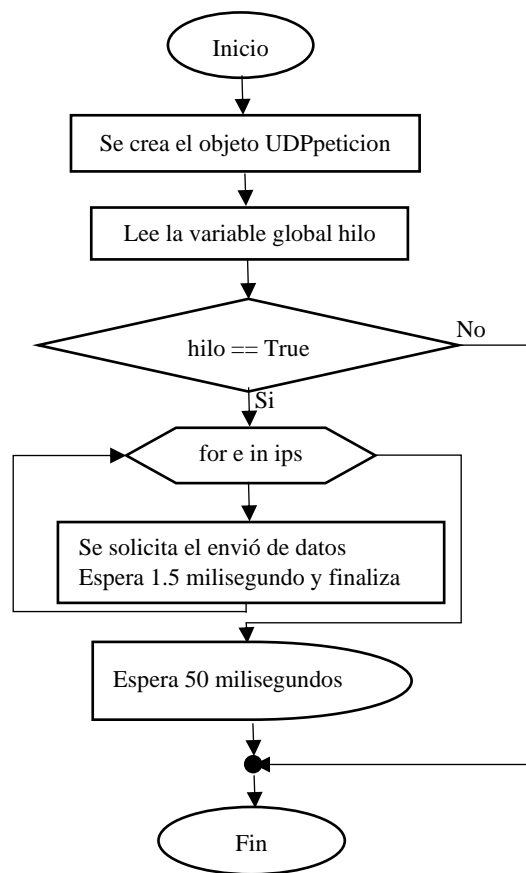 Inicio
Se crea el objeto UDPpeticion
Lee la variable global hilo
hilo == True
No
Si
for e in ips
Se solicita el envió de datos
Espera 1.5 milisegundo y finaliza
Espera 50 milisegundos
Fin